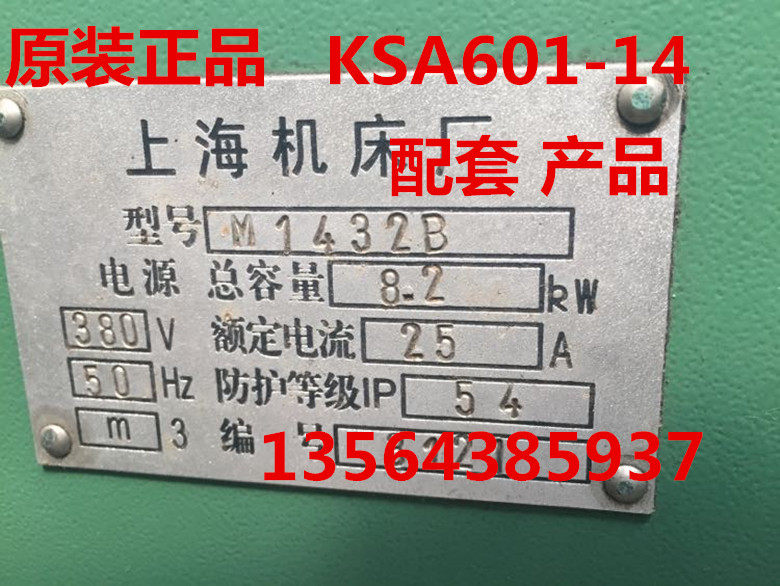 原装正品 KSA601-14
上海机床厂
配套 产品
型号 M1432B
电源 总容量 8.2 kW
380 V 额定电流 25 A
50 Hz 防护等级IP 54
m 3 编号
13564385937